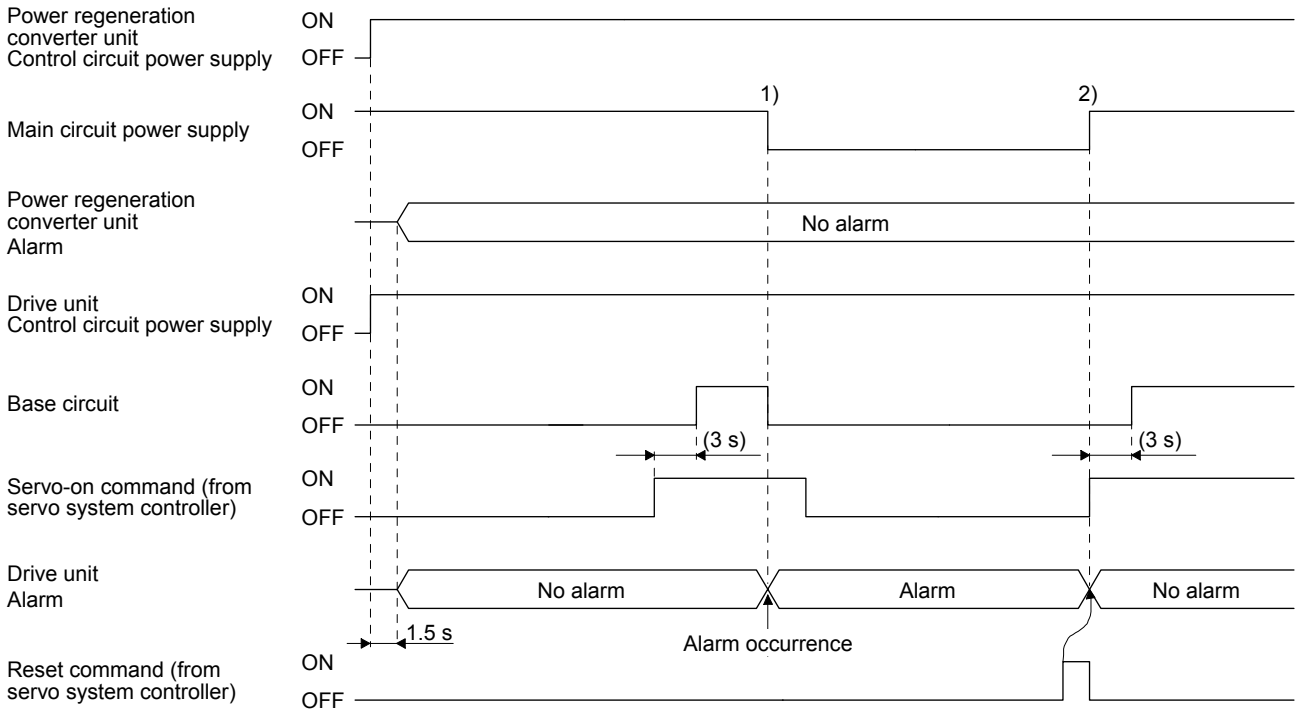 Power regeneration
converter unit
Control circuit power supply
ON
OFF
Main circuit power supply
ON
OFF
1)
2)
Power regeneration
converter unit
Alarm
No alarm
Drive unit
Control circuit power supply
ON
OFF
Base circuit
ON
OFF
(3 s)
(3 s)
Servo-on command (from
servo system controller)
ON
OFF
Drive unit
Alarm
No alarm
Alarm
No alarm
1.5 s
Alarm occurrence
Reset command (from
servo system controller)
ON
OFF